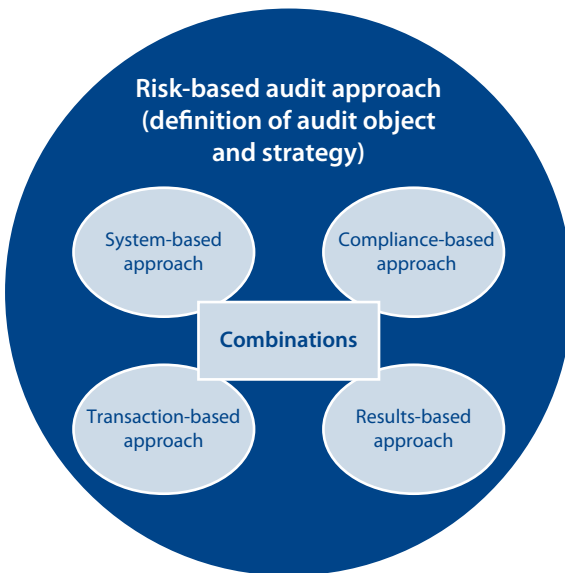 Risk-based audit approach
(definition of audit object
and strategy)
System-based
approach
Compliance-based
approach
Combinations
Transaction-based
approach
Results-based
approach